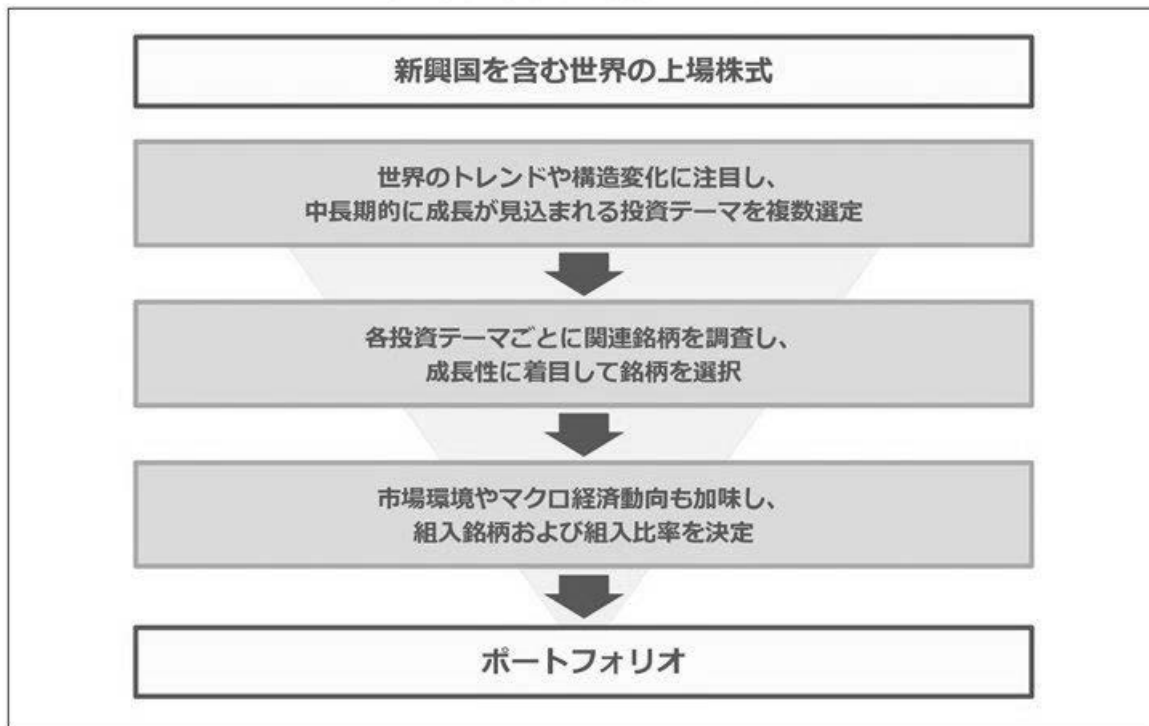 新興国を含む世界の上場株式
世界のトレンドや構造変化に注目し、
中長期的に成長が見込まれる投資テーマを複数選定
各投資テーマごとに関連銘柄を調査し、
成長性に着目して銘柄を選択
市場環境やマクロ経済動向も加味し、
組入銘柄および組入比率を決定
ポートフォリオ